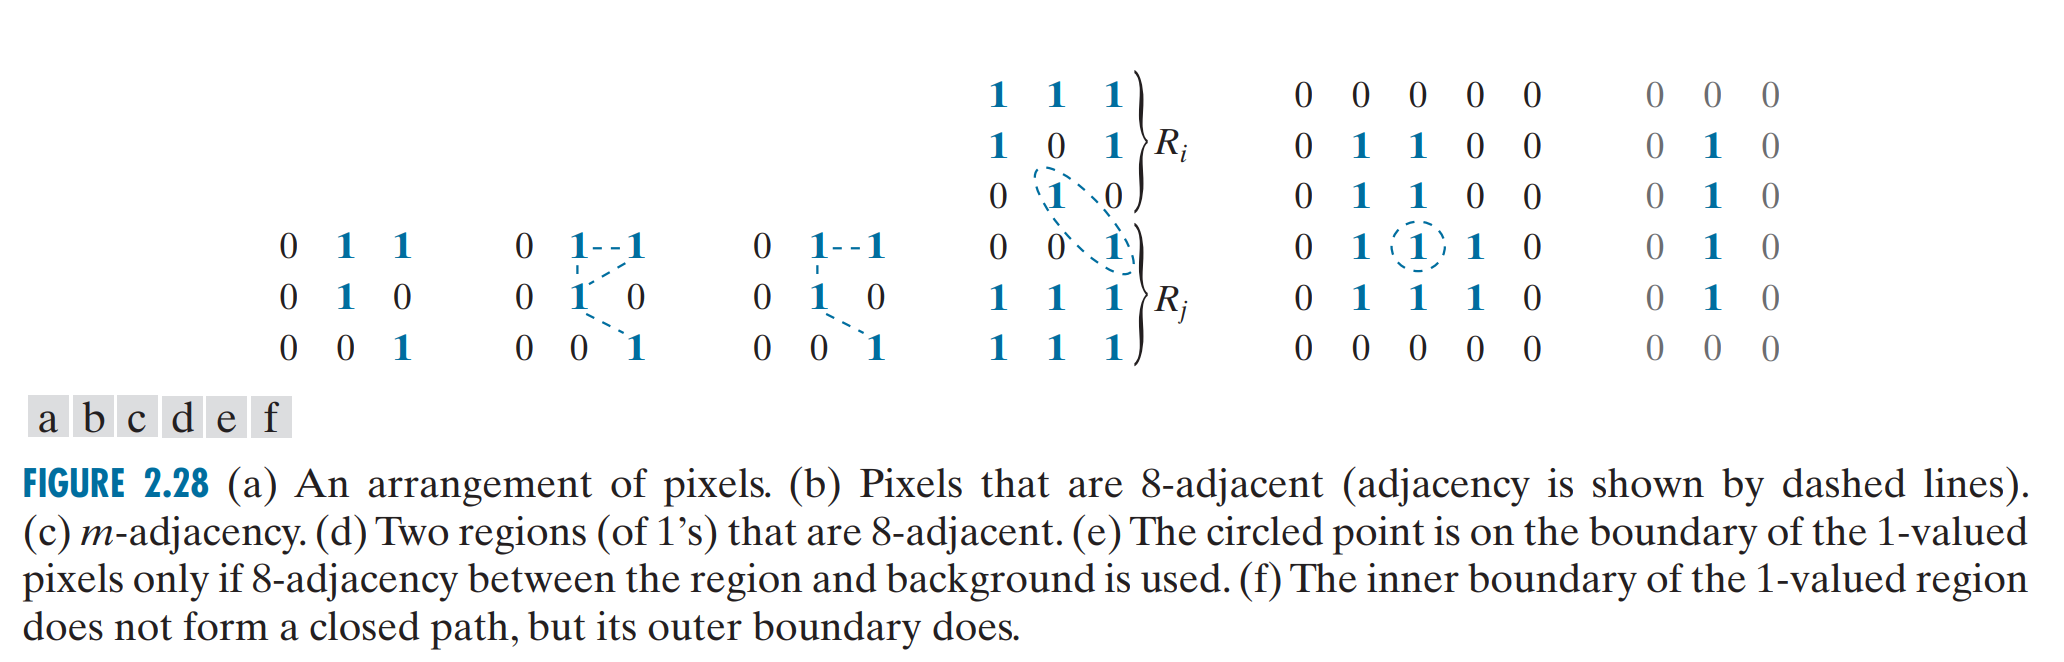 1 1 1 0 0 0 0 0 0 0 0
1 0 1 Ri 0 1 1 0 0 0 1 0
0 1 0 0 1 1 0 0 0 1 0
0 1 1 0 1--1 0 1--1 0 0 1 0 1 1 1 0 0 1 0
0 1 0 0 1 0 0 1 0 1 1 1 Rj 0 1 1 1 0 0 1 0
0 0 1 0 0 1 0 0 1 1 1 1 0 0 0 0 0 0 0 0
a b c d e f
FIGURE 2.28 (a) An arrangement of pixels. (b) Pixels that are 8-adjacent (adjacency is shown by dashed lines).
(c) m-adjacency. (d) Two regions (of 1’s) that are 8-adjacent. (e) The circled point is on the boundary of the 1-valued
pixels only if 8-adjacency between the region and background is used. (f) The inner boundary of the 1-valued region
does not form a closed path, but its outer boundary does.